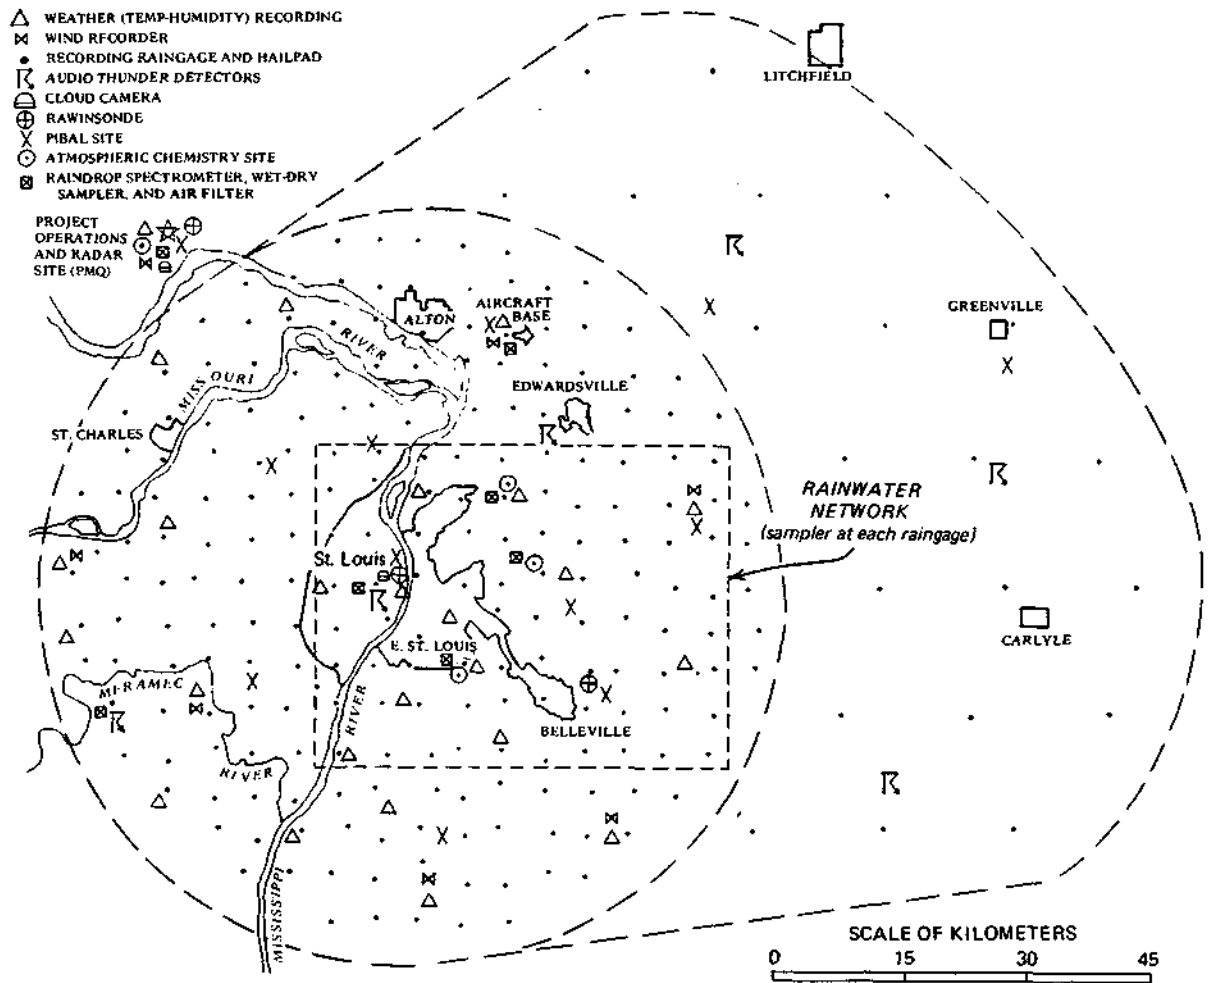 WEATHER (TEMP-HUMIDITY) RECORDING
WIND RECORDER
RECORDING RAINGAGE AND HAILPAD
AUDIO THUNDER DETECTORS
CLOUD CAMERA
RAWINSONDE
PIBAL SITE
ATMOSPHERIC CHEMISTRY SITE
RAINDROP SPECTROMETER, WET-DRY
SAMPLER, AND AIR FILTER
PROJECT
OPERATIONS
AND RADAR
SITE (PMQ)
LITCHFIELD
GREENVILLE
ALTON
AIRCRAFT
BASE
EDWARDSVILLE
MISSOURI RIVER
ST. CHARLES
RAINWATER
NETWORK
(sampler at each raingage)
St. Louis
E. ST. LOUIS
CARLYLE
MERAMEC
RIVER
BELLEVILLE
MISSISSIPPI RIVER
SCALE OF KILOMETERS
0 15 30 45